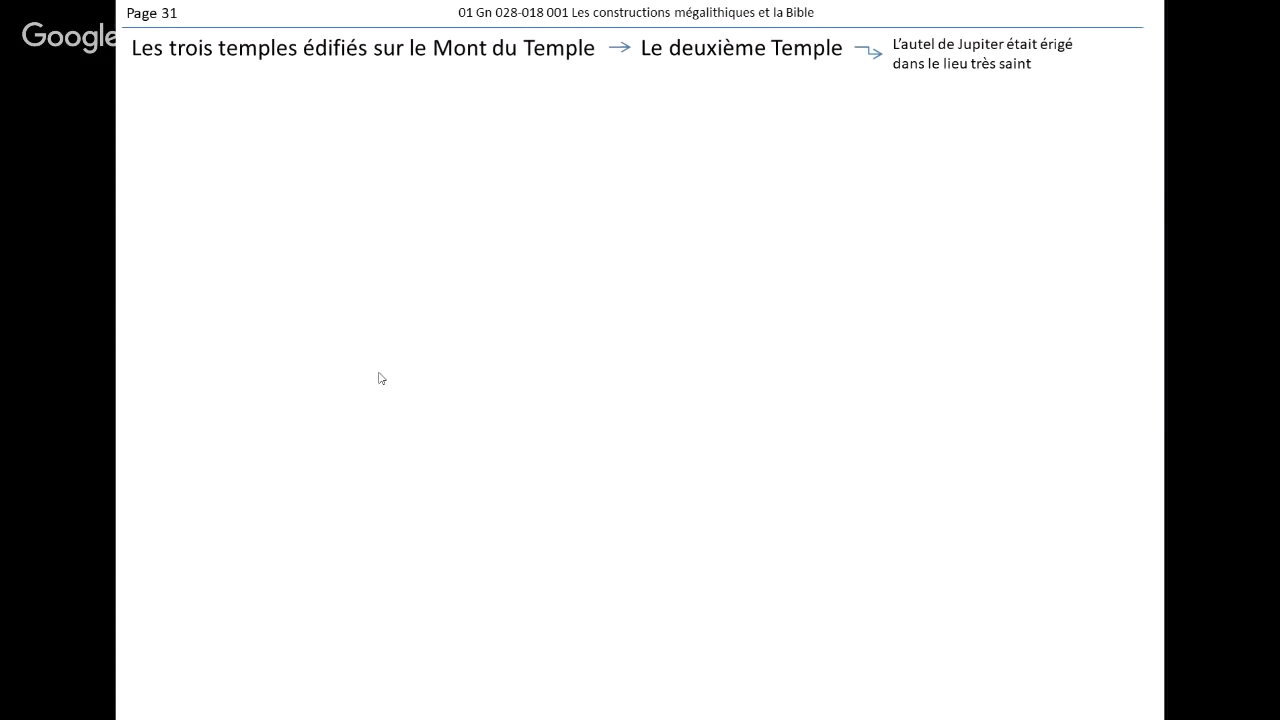 Page 31
01 Gn 028-018 001 Les constructions mégalithiques et la Bible
Google
Les trois temples édifiés sur le Mont du Temple → Le deuxième Temple
L'autel de Jupiter était érigé
dans le lieu très saint